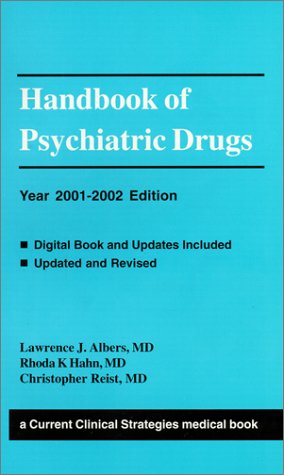 Handbook of
Psychiatric Drugs
Year 2001-2002 Edition
■ Digital Book and Updates Included
■ Updated and Revised
Lawrence J. Albers, MD
Rhoda K Hahn, MD
Christopher Reist, MD
a Current Clinical Strategies medical book